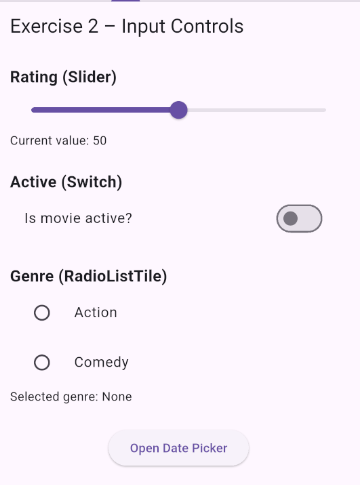 Exercise 2 – Input Controls
Rating (Slider)
Current value: 50
Active (Switch)
Is movie active?
Genre (RadioListTile)
Action
Comedy
Selected genre: None
Open Date Picker